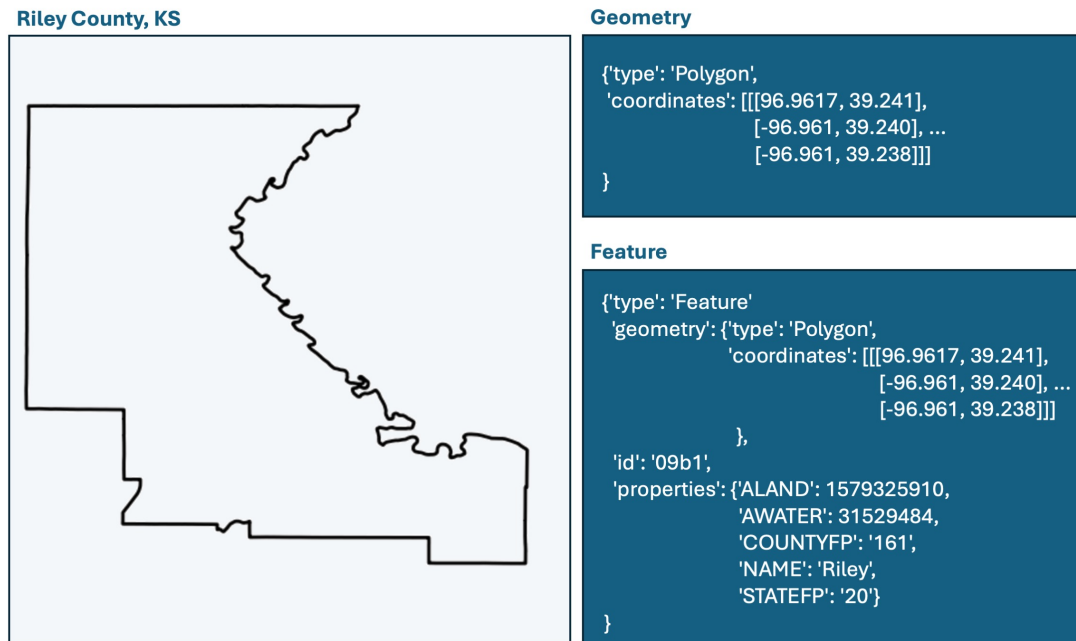 Riley County, KS
Geometry
{'type': 'Polygon',
'coordinates': [[[96.9617, 39.241],
[-96.961, 39.240], ...
[-96.961, 39.238]]]
}
Feature
{'type': 'Feature'
'geometry': {'type': 'Polygon',
'coordinates': [[[96.9617, 39.241],
[-96.961, 39.240], ...
[-96.961, 39.238]]]
},
'id': '09b1',
'properties': {'ALAND': 1579325910,
'AWATER': 31529484,
'COUNTYFP': '161',
'NAME': 'Riley',
'STATEFP': '20'}
}